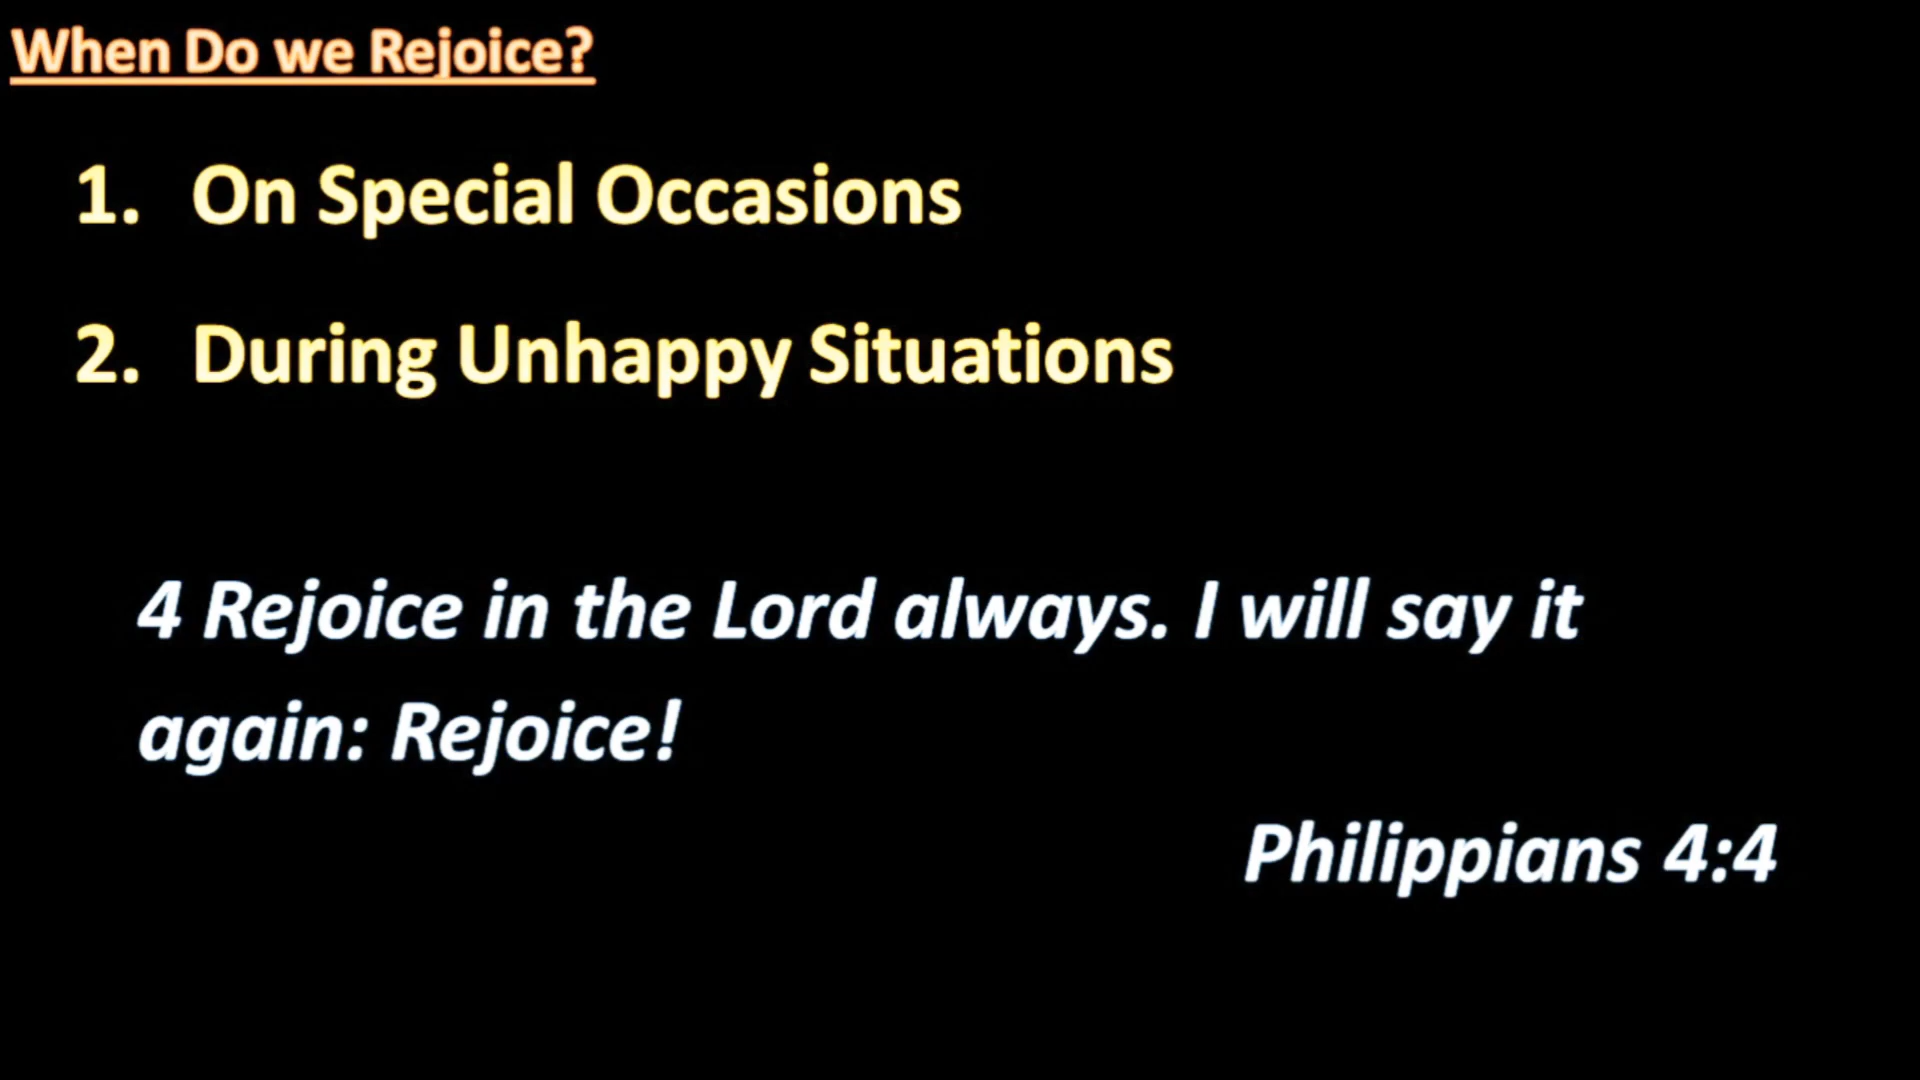 When Do we Rejoice?
1. On Special Occasions
2. During Unhappy Situations
4 Rejoice in the Lord always. I will say it
again: Rejoice!
Philippians 4:4